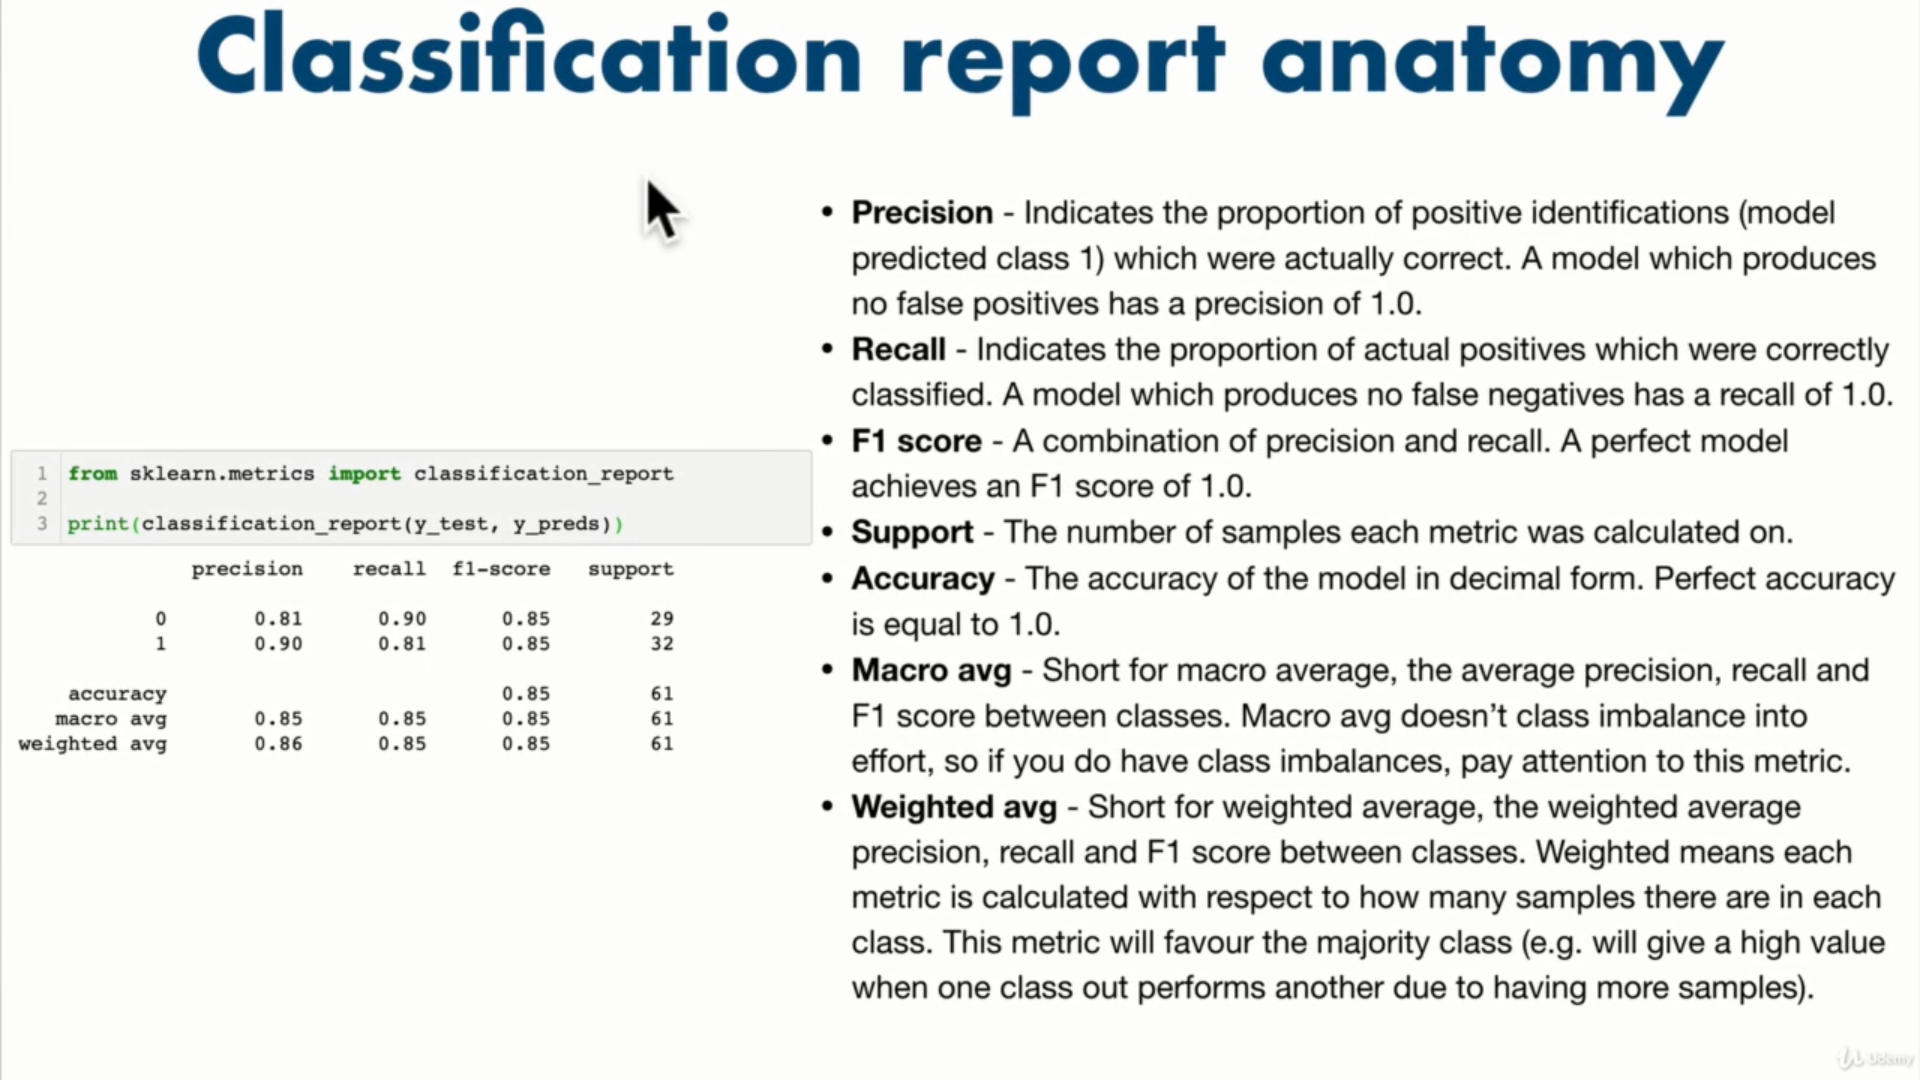 Classification report anatomy
1 from sklearn.metrics import classification_report
2
3 print(classification_report(y_test, y_preds))
precision recall f1-score support
0 0.81 0.90 0.85 29
1 0.90 0.81 0.85 32
accuracy 0.85 61
macro avg 0.85 0.85 0.85 61
weighted avg 0.86 0.85 0.85 61
• Precision - Indicates the proportion of positive identifications (model
predicted class 1) which were actually correct. A model which produces
no false positives has a precision of 1.0.
• Recall - Indicates the proportion of actual positives which were correctly
classified. A model which produces no false negatives has a recall of 1.0.
• F1 score - A combination of precision and recall. A perfect model
achieves an F1 score of 1.0.
• Support - The number of samples each metric was calculated on.
• Accuracy - The accuracy of the model in decimal form. Perfect accuracy
is equal to 1.0.
• Macro avg - Short for macro average, the average precision, recall and
F1 score between classes. Macro avg doesn’t class imbalance into
effort, so if you do have class imbalances, pay attention to this metric.
• Weighted avg - Short for weighted average, the weighted average
precision, recall and F1 score between classes. Weighted means each
metric is calculated with respect to how many samples there are in each
class. This metric will favour the majority class (e.g. will give a high value
when one class out performs another due to having more samples).
Udemy